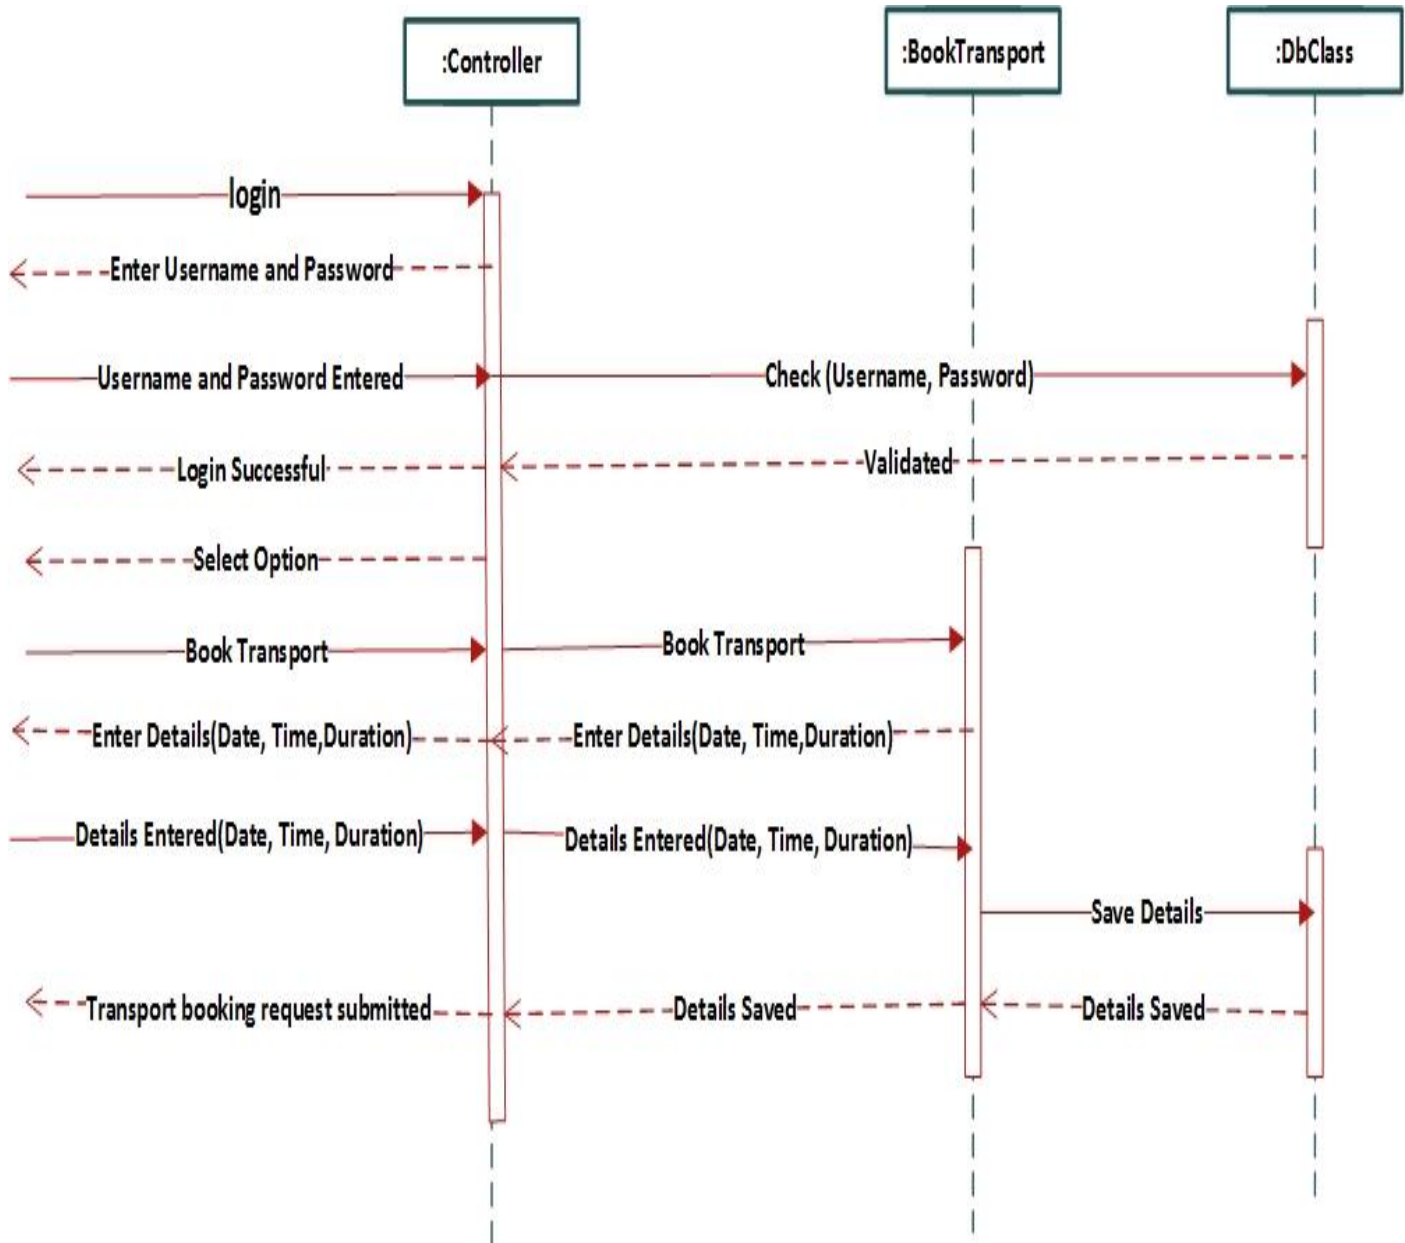 :Controller
:BookTransport
:DbClass
login
Enter Username and Password
Username and Password Entered
Check (Username, Password)
Login Successful
Validated
Select Option
Book Transport
Book Transport
Enter Details(Date, Time,Duration)
Enter Details(Date, Time,Duration)
Details Entered(Date, Time, Duration)
Details Entered(Date, Time, Duration)
Save Details
Transport booking request submitted
Details Saved
Details Saved